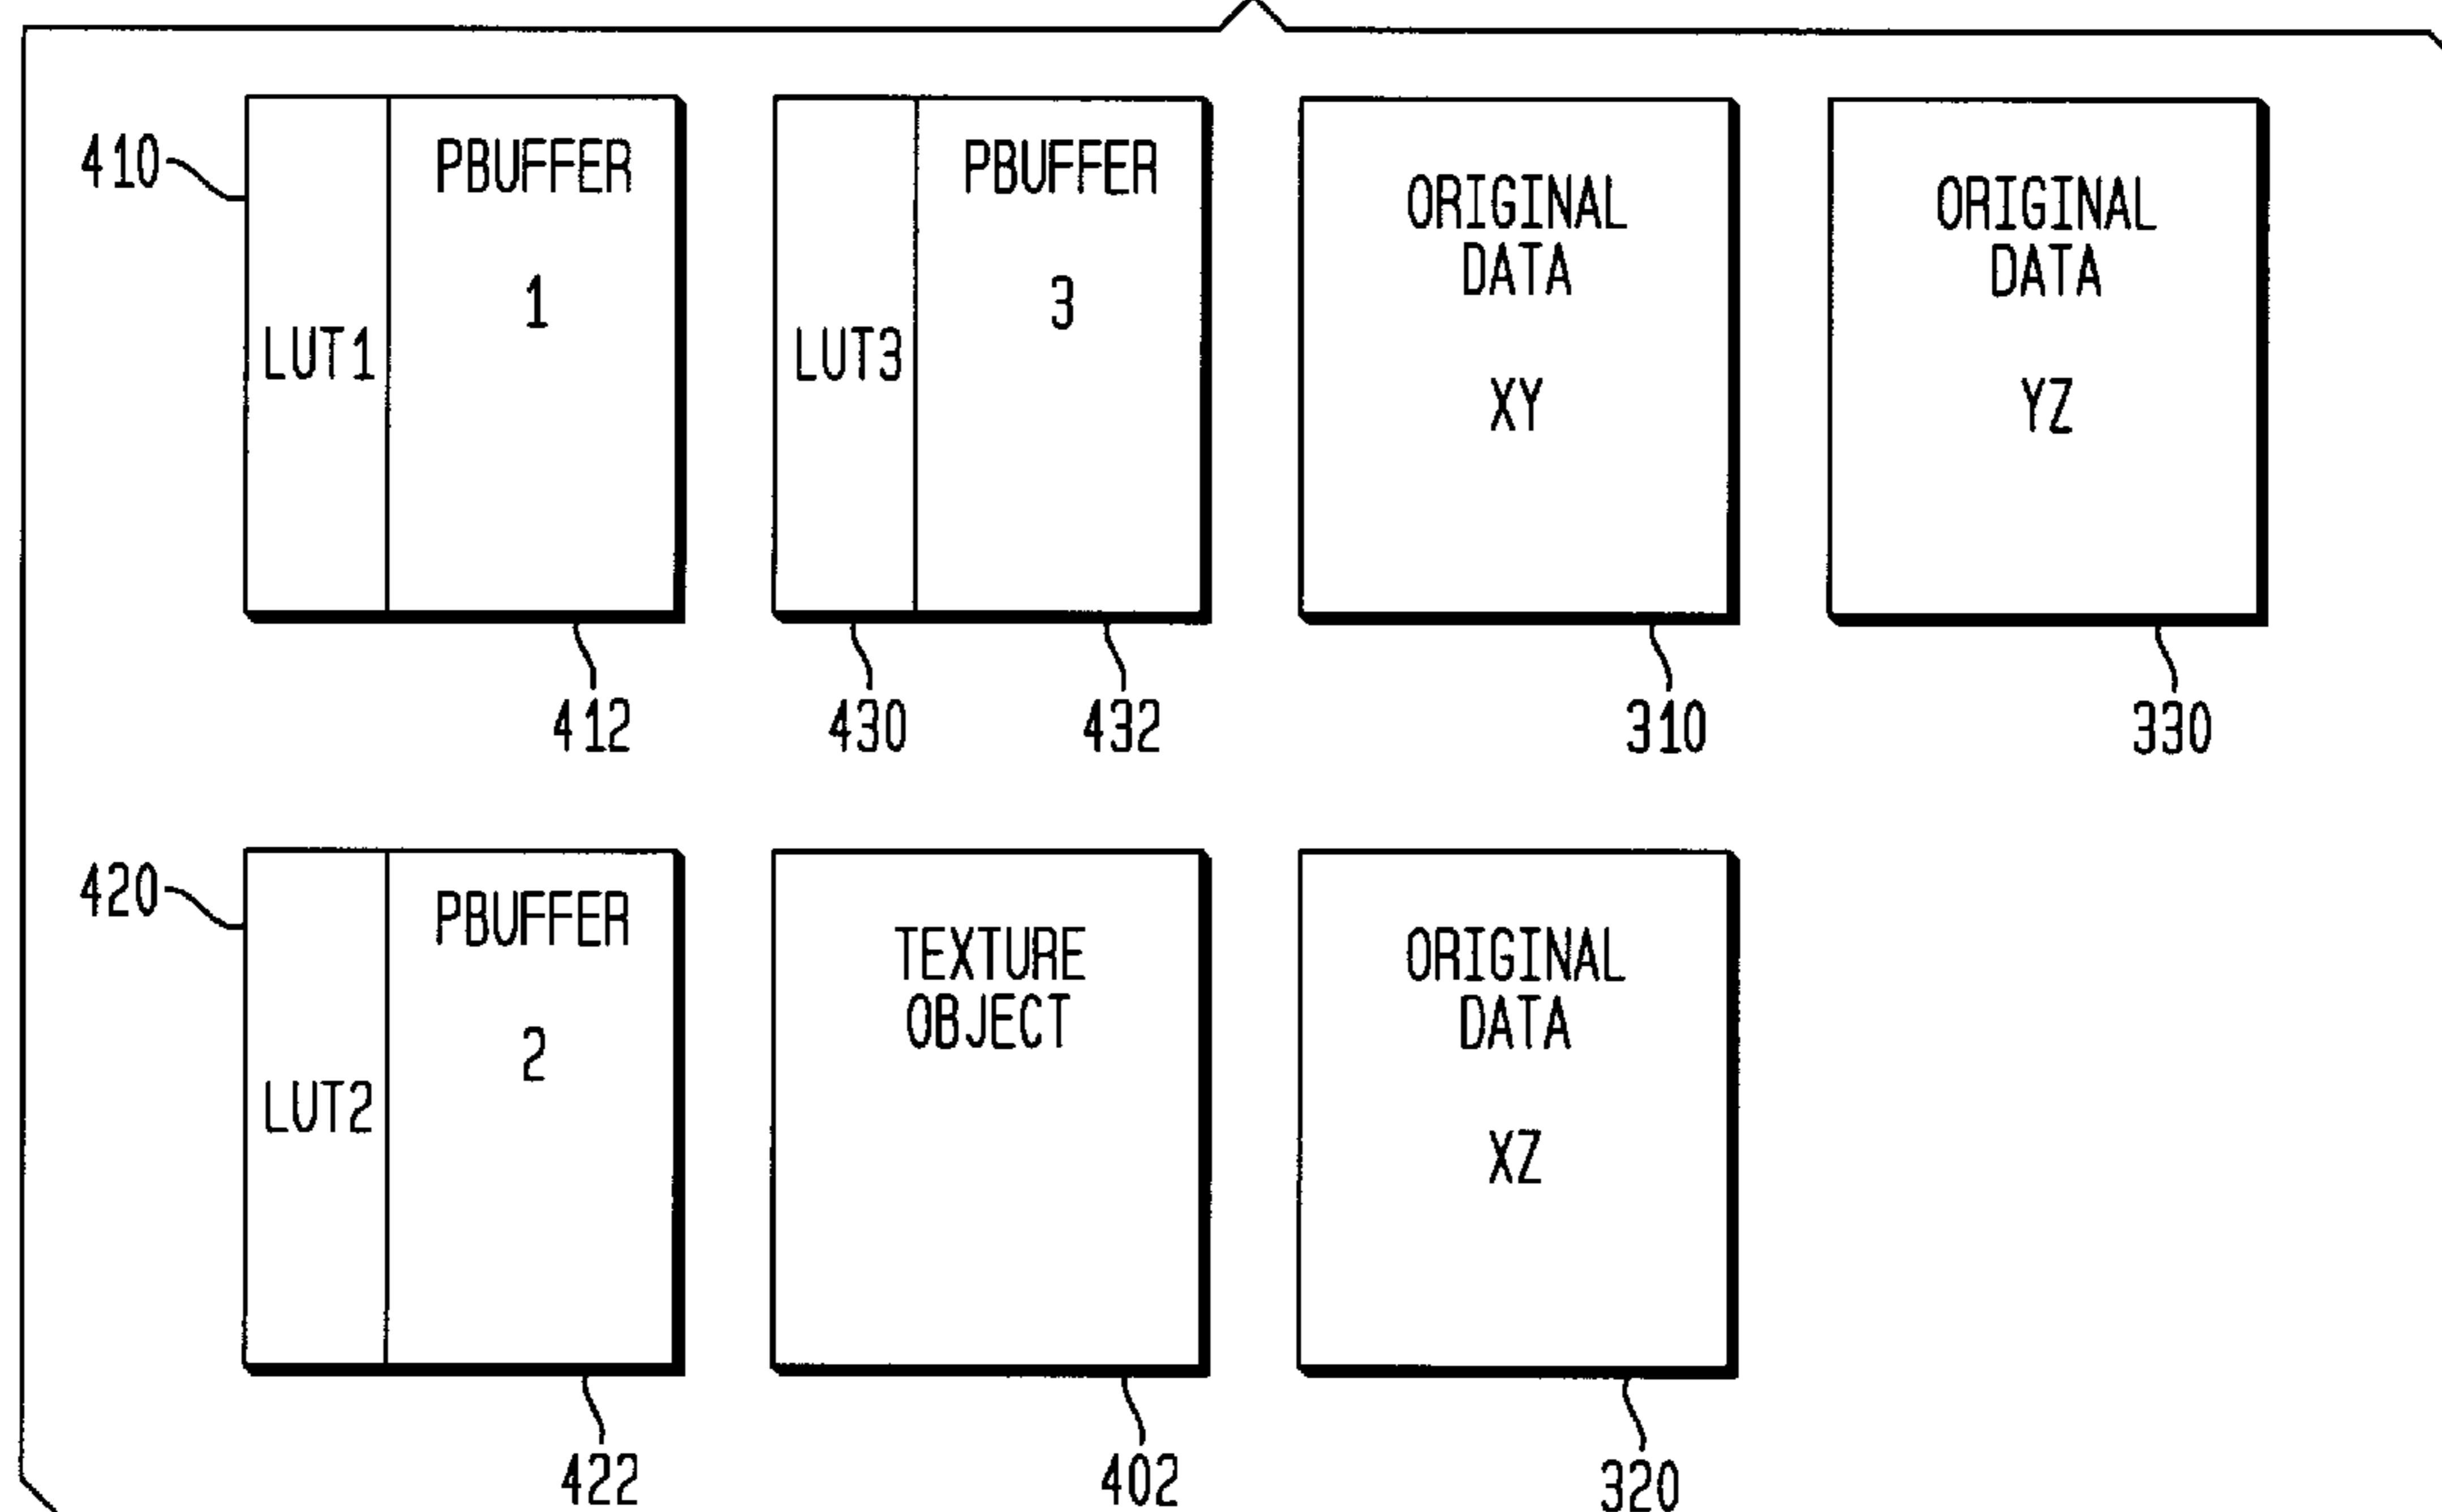 410
LUT1
PBUFFER
1
412
LUT3
PBUFFER
3
430
432
ORIGINAL
DATA
XY
310
ORIGINAL
DATA
YZ
330
420
LUT2
PBUFFER
2
422
TEXTURE
OBJECT
402
ORIGINAL
DATA
XZ
320